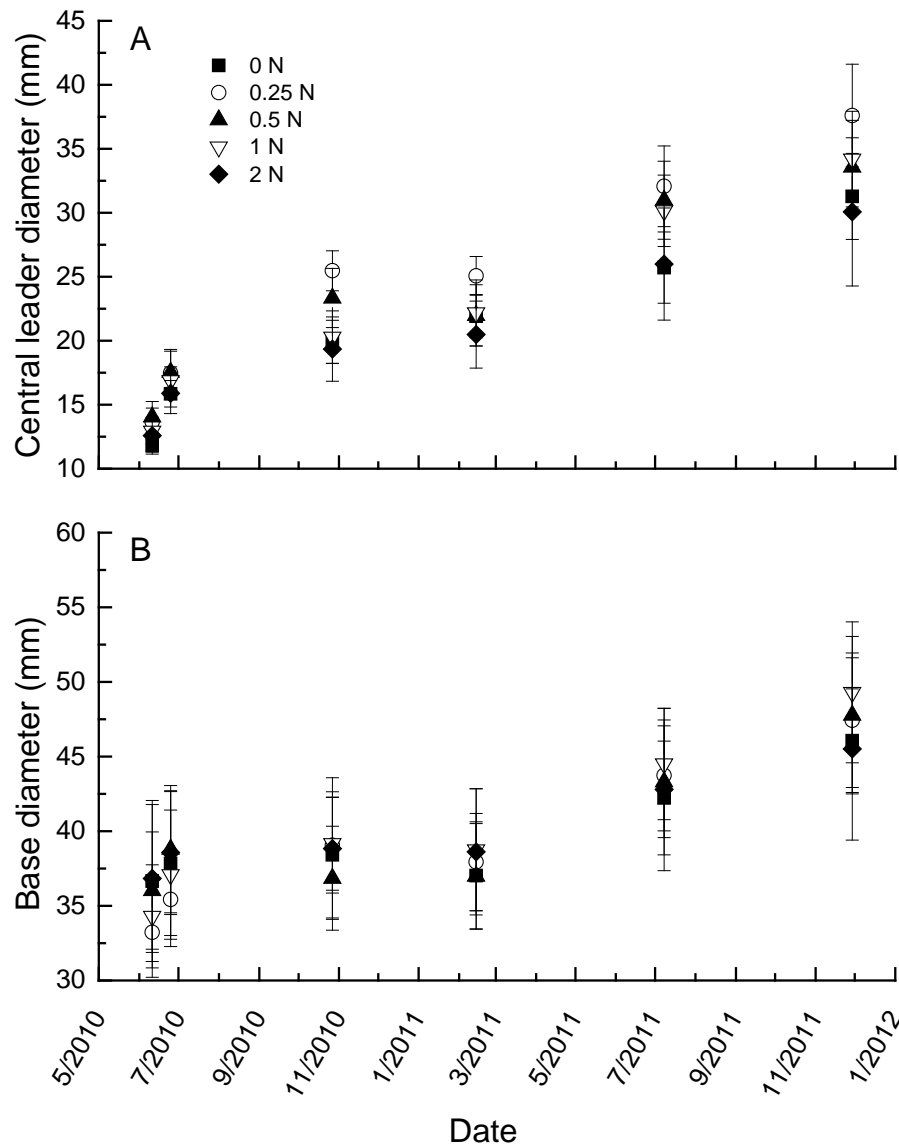 A
0 N
0.25 N
0.5 N
1 N
2 N
45
40
35
30
25
20
15
10
Central leader diameter (mm)
B
60
55
50
45
40
35
30
Base diameter (mm)
5/2010
7/2010
9/2010
11/2010
1/2011
3/2011
5/2011
7/2011
9/2011
11/2011
1/2012
Date